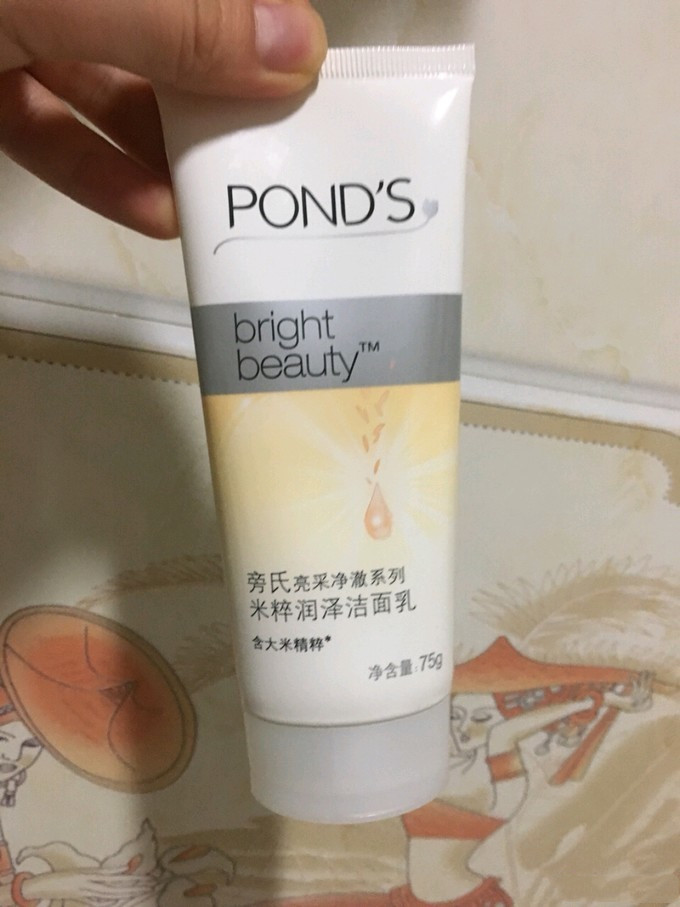 POND'S
bright
beauty™
旁氏亮采净澈系列
米粹润泽洁面乳
含大米精粹*
净含量:75g